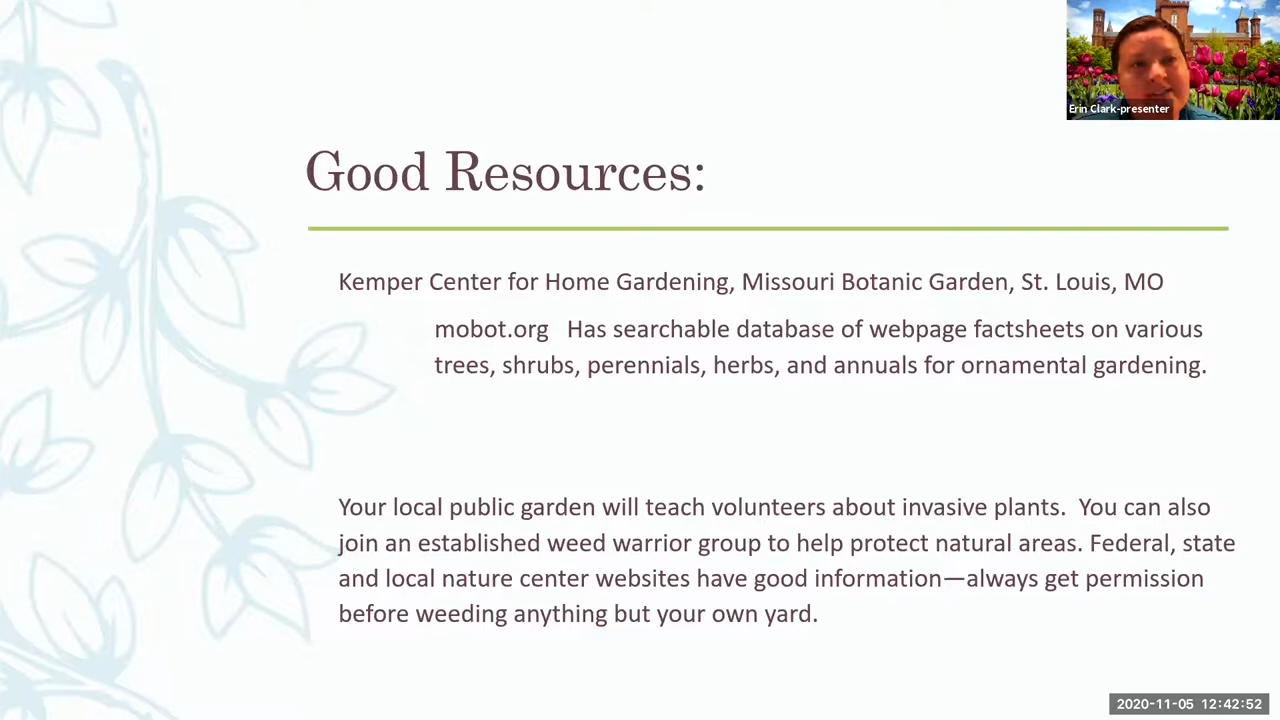 Erin Clark-presenter
Good Resources:
Kemper Center for Home Gardening, Missouri Botanic Garden, St. Louis, MO
mobot.org   Has searchable database of webpage factsheets on various
trees, shrubs, perennials, herbs, and annuals for ornamental gardening.
Your local public garden will teach volunteers about invasive plants.  You can also
join an established weed warrior group to help protect natural areas. Federal, state
and local nature center websites have good information—always get permission
before weeding anything but your own yard.
2020-11-05  12:42:52